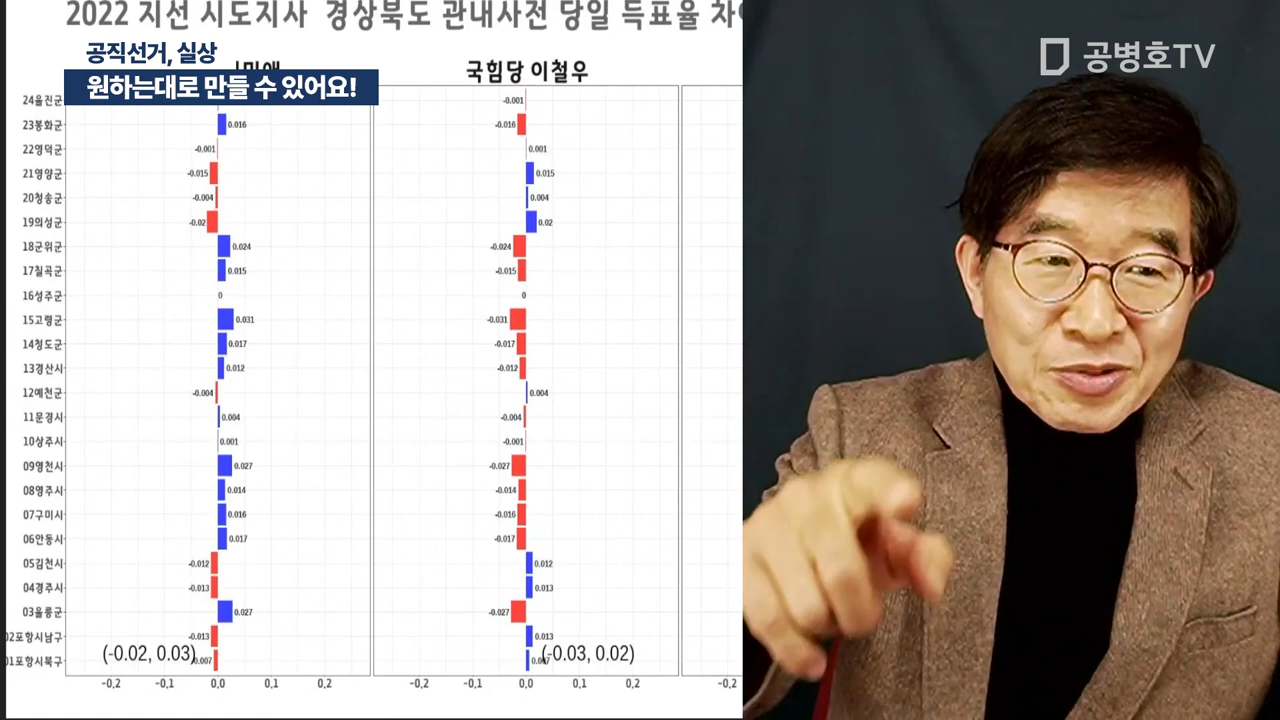 2022 지선 시도지사 경상북도 관내사전 당일 득표율 차이
공직선거, 실상
원하는대로 만들 수 있어요!
국힘당 이철우
공병호TV
24울진군 -0.001
23봉화군 0.016 -0.016
22영덕군 -0.001 0.001
21영양군 -0.015 0.015
20청송군 -0.004 0.004
19의성군 -0.02 0.02
18군위군 0.024 -0.024
17칠곡군 0.015 -0.015
16성주군 0 0
15고령군 0.031 -0.031
14청도군 0.017 -0.017
13경산시 0.012 -0.012
12예천군 -0.004 0.004
11문경시 0.004 -0.004
10상주시 0.001 -0.001
09영천시 0.027 -0.027
08영주시 0.014 -0.014
07구미시 0.016 -0.016
06안동시 0.017 -0.017
05김천시 -0.012 0.012
04경주시 -0.013 0.013
03울릉군 0.027 -0.027
02포항시남구 -0.013 0.013
(-0.02, 0.03) (-0.03, 0.02)
01포항시북구
-0,2 -0,1 0,0 0,1 0,2 -0,2 -0,1 0,0 0,1 0,2 -0,2